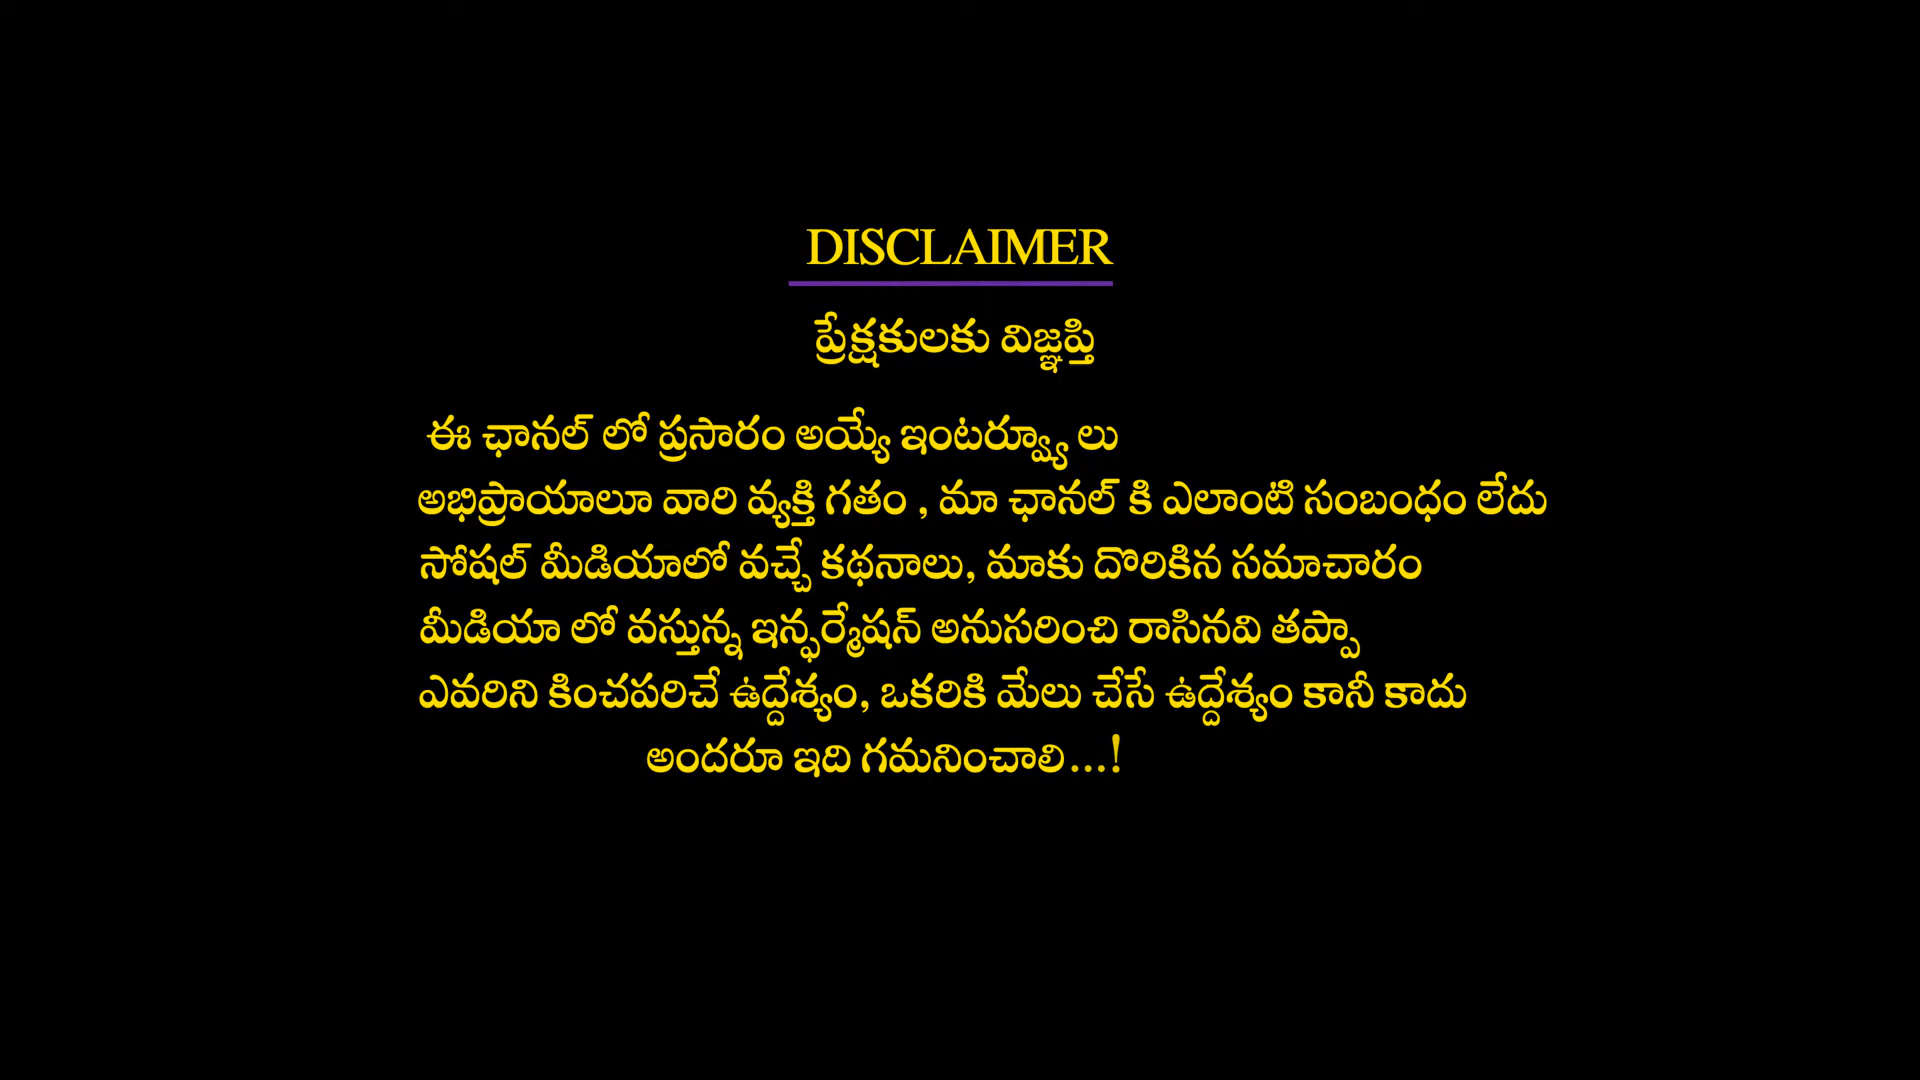 DISCLAIMER
ప్రేక్షకులకు విజ్ఞప్తి
ఈ ఛానల్ లో ప్రసారం అయ్యే ఇంటర్వ్యూ లు
అభిప్రాయాలూ వారి వ్యక్తి గతం , మా ఛానల్ కి ఎలాంటి సంబంధం లేదు
సోషల్ మీడియాలో వచ్చే కథనాలు, మాకు దొరికిన సమాచారం
మీడియా లో వస్తున్న ఇన్ఫర్మేషన్ అనుసరించి రాసినవి తప్పా
ఎవరిని కించపరిచే ఉద్దేశ్యం, ఒకరికి మేలు చేసే ఉద్దేశ్యం కానీ కాదు
అందరూ ఇది గమనించాలి...!